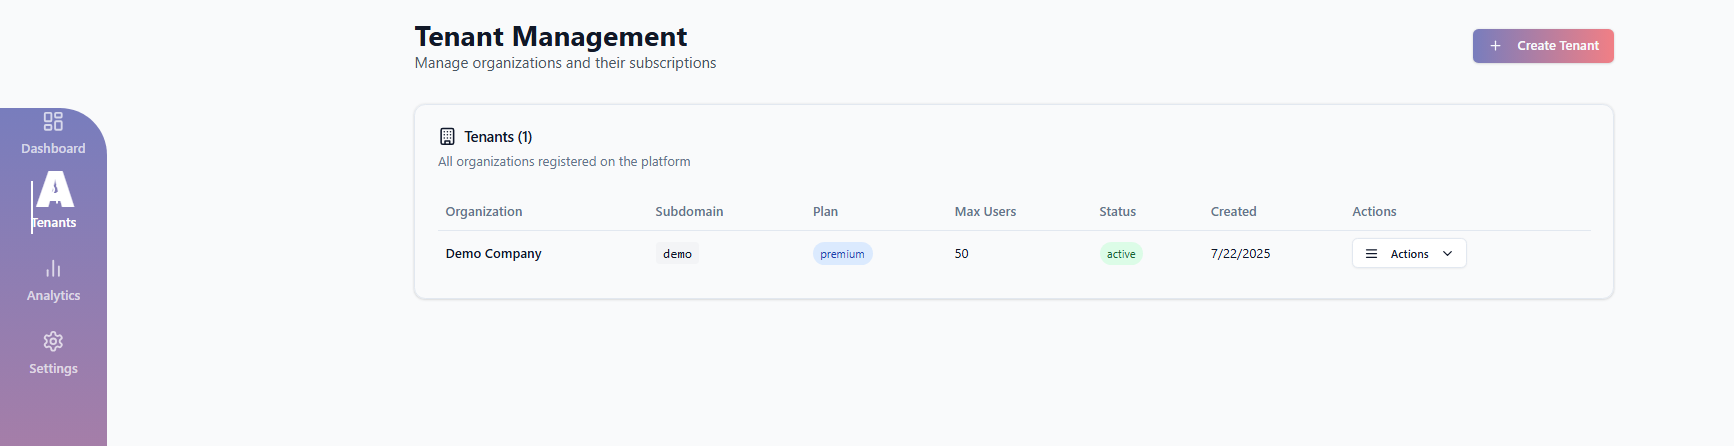 Tenant Management
Manage organizations and their subscriptions
Create Tenant
Dashboard
A
Tenants
Analytics
Settings
Tenants (1)
All organizations registered on the platform
Organization Subdomain Plan Max Users Status Created Actions
Demo Company demo premium 50 active 7/22/2025 Actions